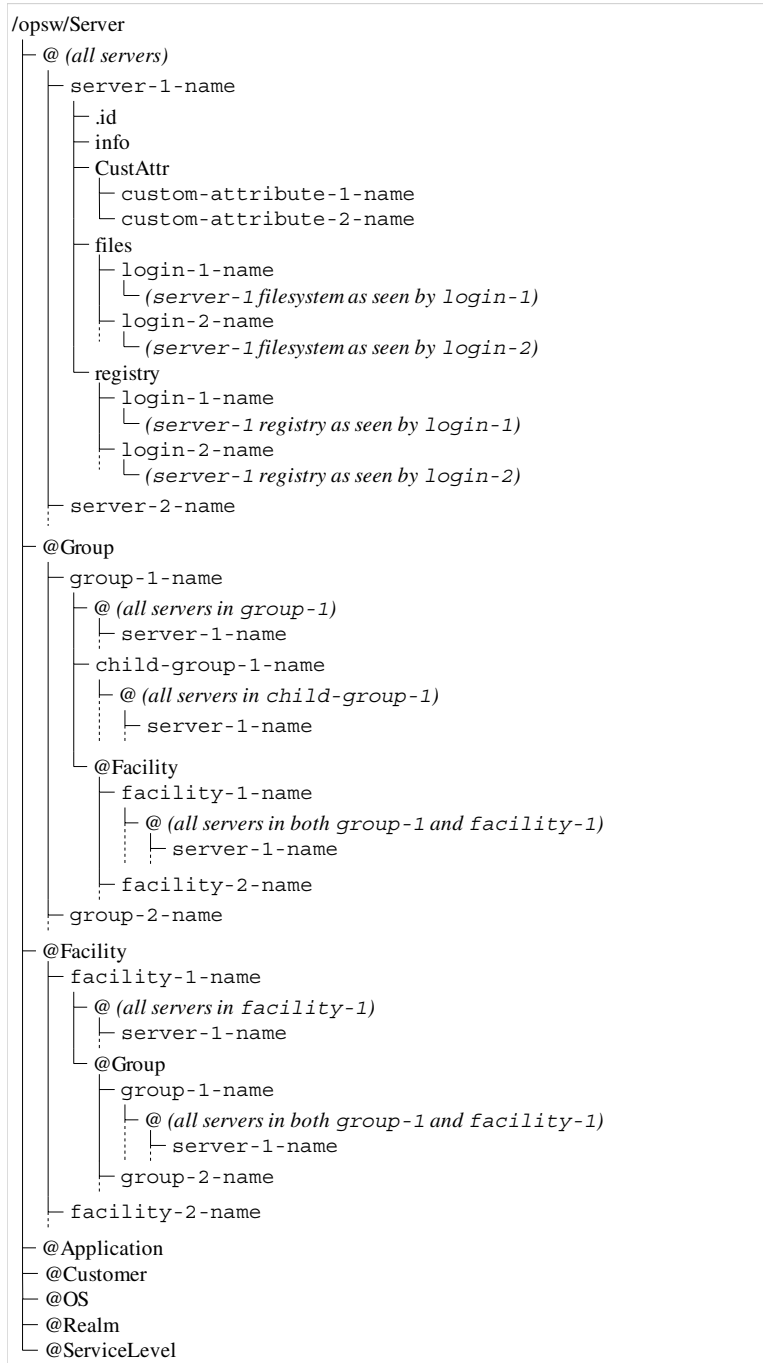 /opsw/Server
@ (all servers)
server-1-name
.id
info
CustAttr
custom-attribute-1-name
custom-attribute-2-name
files
login-1-name
(server-1 filesystem as seen by login-1)
login-2-name
(server-1 filesystem as seen by login-2)
registry
login-1-name
(server-1 registry as seen by login-1)
login-2-name
(server-1 registry as seen by login-2)
server-2-name
@Group
group-1-name
@ (all servers in group-1)
server-1-name
child-group-1-name
@ (all servers in child-group-1)
server-1-name
@Facility
facility-1-name
@ (all servers in both group-1 and facility-1)
server-1-name
facility-2-name
group-2-name
@Facility
facility-1-name
@ (all servers in facility-1)
server-1-name
@Group
group-1-name
@ (all servers in both group-1 and facility-1)
server-1-name
group-2-name
facility-2-name
@Application
@Customer
@OS
@Realm
@ServiceLevel